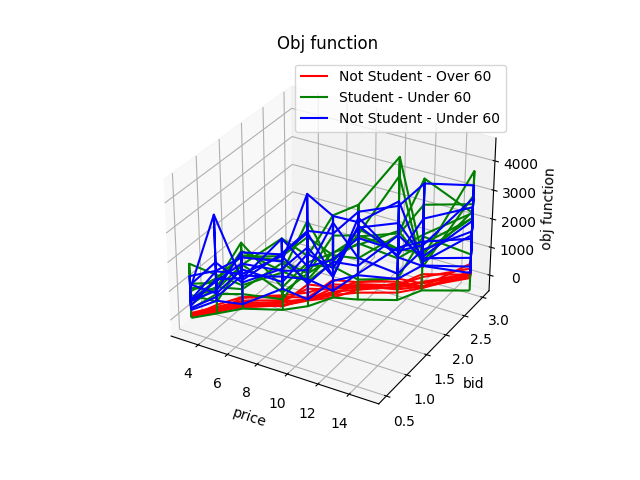 Obj function
Not Student - Over 60
Student - Under 60
Not Student - Under 60
4000
3000
2000
1000
0
obj function
3.0
2.5
2.0
1.5
1.0
0.5
bid
4
6
8
10
12
14
price